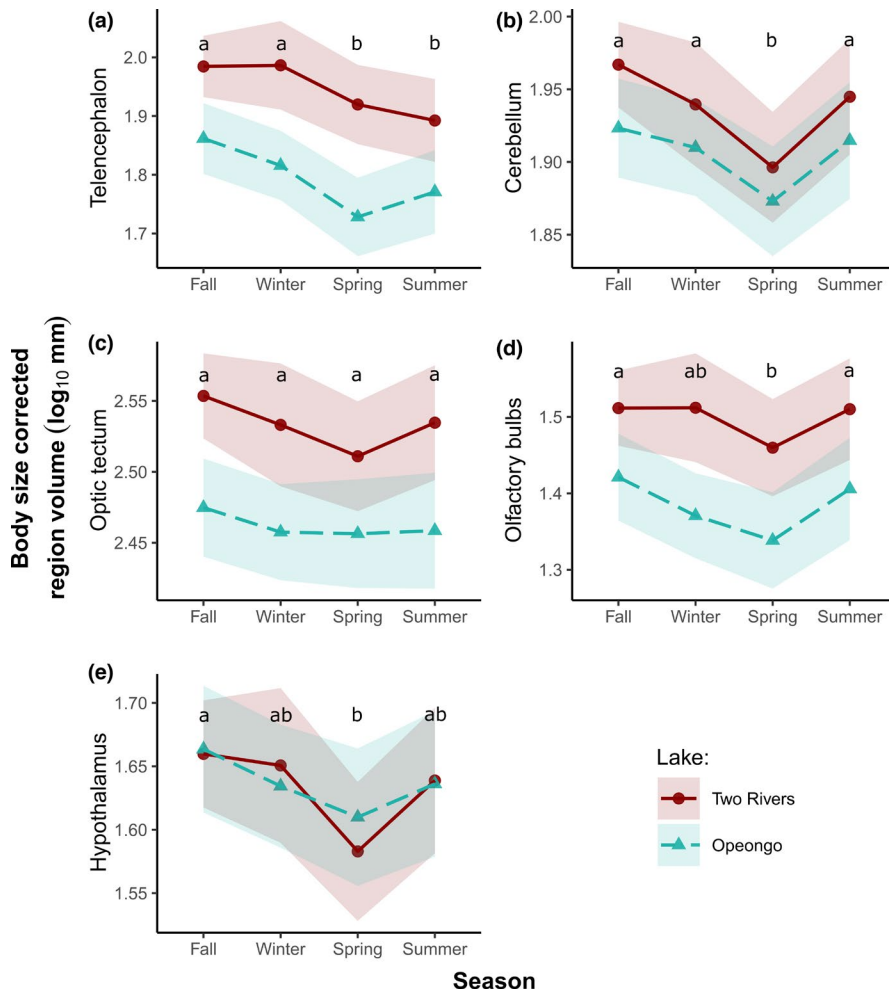 (a)
Telencephalon
2.0
1.9
1.8
1.7
a a b b
Fall Winter Spring Summer
(b)
Cerebellum
2.00
1.95
1.90
1.85
a a b a
Fall Winter Spring Summer
Body size corrected
region volume (log₁₀ mm)
(c)
Optic tectum
2.55
2.50
2.45
a a a a
Fall Winter Spring Summer
(d)
Olfactory bulbs
1.5
1.4
1.3
a ab b a
Fall Winter Spring Summer
(e)
Hypothalamus
1.70
1.65
1.60
1.55
a ab b ab
Fall Winter Spring Summer
Lake:
Two Rivers
Opeongo
Season